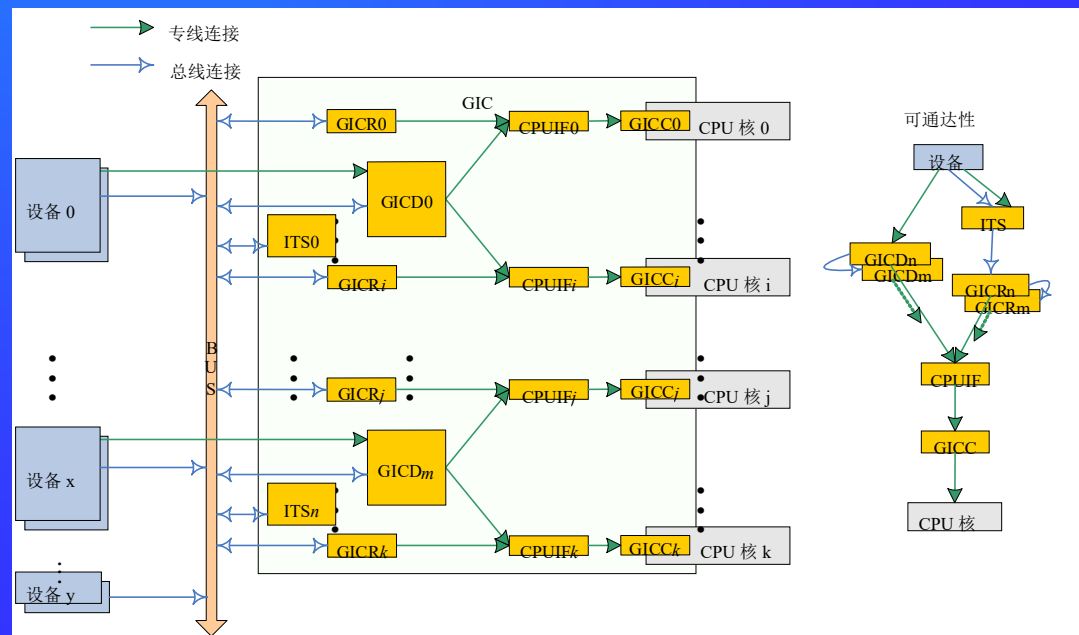 专线连接
总线连接
GIC
GICR0
CPUIF0
GICC0
CPU 核 0
设备 0
GICD0
ITS0
GICRi
CPUIFi
GICCi
CPU 核 i
BUS
GICRj
CPUIFj
GICCj
CPU 核 j
设备 x
GICDm
ITSn
GICRk
CPUIFk
GICCk
CPU 核 k
设备 y
可通达性
设备
ITS
GICDn
GICDm
GICRn
GICRm
CPUIF
GICC
CPU 核